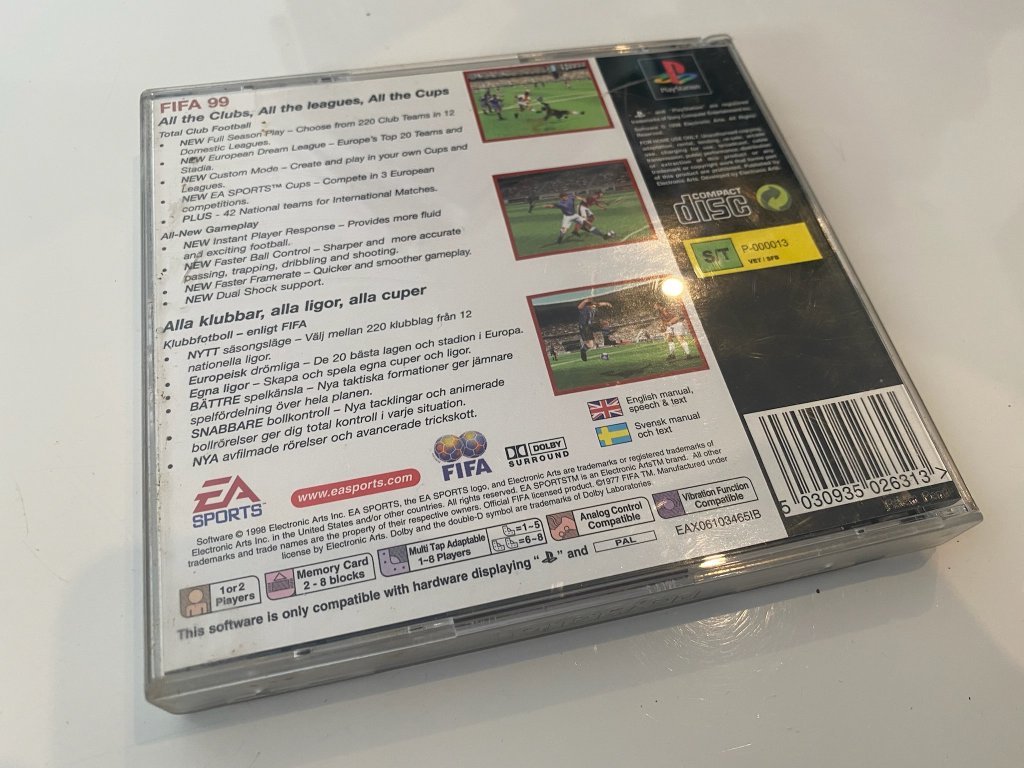 FIFA 99
All the Clubs, All the leagues, All the Cups
Total Club Football
• NEW Full Season Play – Choose from 220 Club Teams in 12
Domestic Leagues.
• NEW European Dream League – Europe's Top 20 Teams and
Stadia.
• NEW Custom Mode – Create and play in your own Cups and
Leagues.
• NEW EA SPORTS™ Cups – Compete in 3 European
competitions.
• PLUS - 42 National teams for International Matches.
All-New Gameplay
• NEW Instant Player Response – Provides more fluid
and exciting football.
• NEW Faster Ball Control – Sharper and more accurate
passing, trapping, dribbling and shooting.
• NEW Faster Framerate – Quicker and smoother gameplay.
• NEW Dual Shock support.
Alla klubbar, alla ligor, alla cuper
Klubbfotboll – enligt FIFA
• NYTT säsongsläge – Välj mellan 220 klubblag från 12
nationella ligor.
• Europeisk drömliga – De 20 bästa lagen och stadion i Europa.
• Egna ligor – Skapa och spela egna cuper och ligor.
• BÄTTRE spelkänsla – Nya taktiska formationer ger jämnare
spelfördelning över hela planen.
• SNABBARE bollkontroll – Nya tacklingar och animerade
bollrörelser ger dig total kontroll i varje situation.
• NYA avfilmade rörelser och avancerade trickskott.
English manual,
speech & text
Svensk manual
och text
EA
SPORTS
www.easports.com
FIFA
DOLBY
SURROUND
Software © 1998 Electronic Arts Inc. EA SPORTS, the EA SPORTS logo, and Electronic Arts are trademarks or registered trademarks of
Electronic Arts Inc. in the United States and/or other countries. All rights reserved. EA SPORTSTM is an Electronic ArtsTM brand. All other
trademarks and trade names are the property of their respective owners. Official FIFA licensed product. ©1977 FIFA TM. Manufactured under
license by Electronic Arts. Dolby and the double-D symbol are trademarks of Dolby Laboratories.
1 or 2
Players
Memory Card
2 - 8 blocks
Multi Tap Adaptable
1–8 Players
=1-5
=6-8
Analog Control
Compatible
Vibration Function
Compatible
EAX06103465IB
This software is only compatible with hardware displaying " " and PAL
PlayStation
COMPACT
disc
S/T P-000013
VET / SFB
5 030935 026313 >